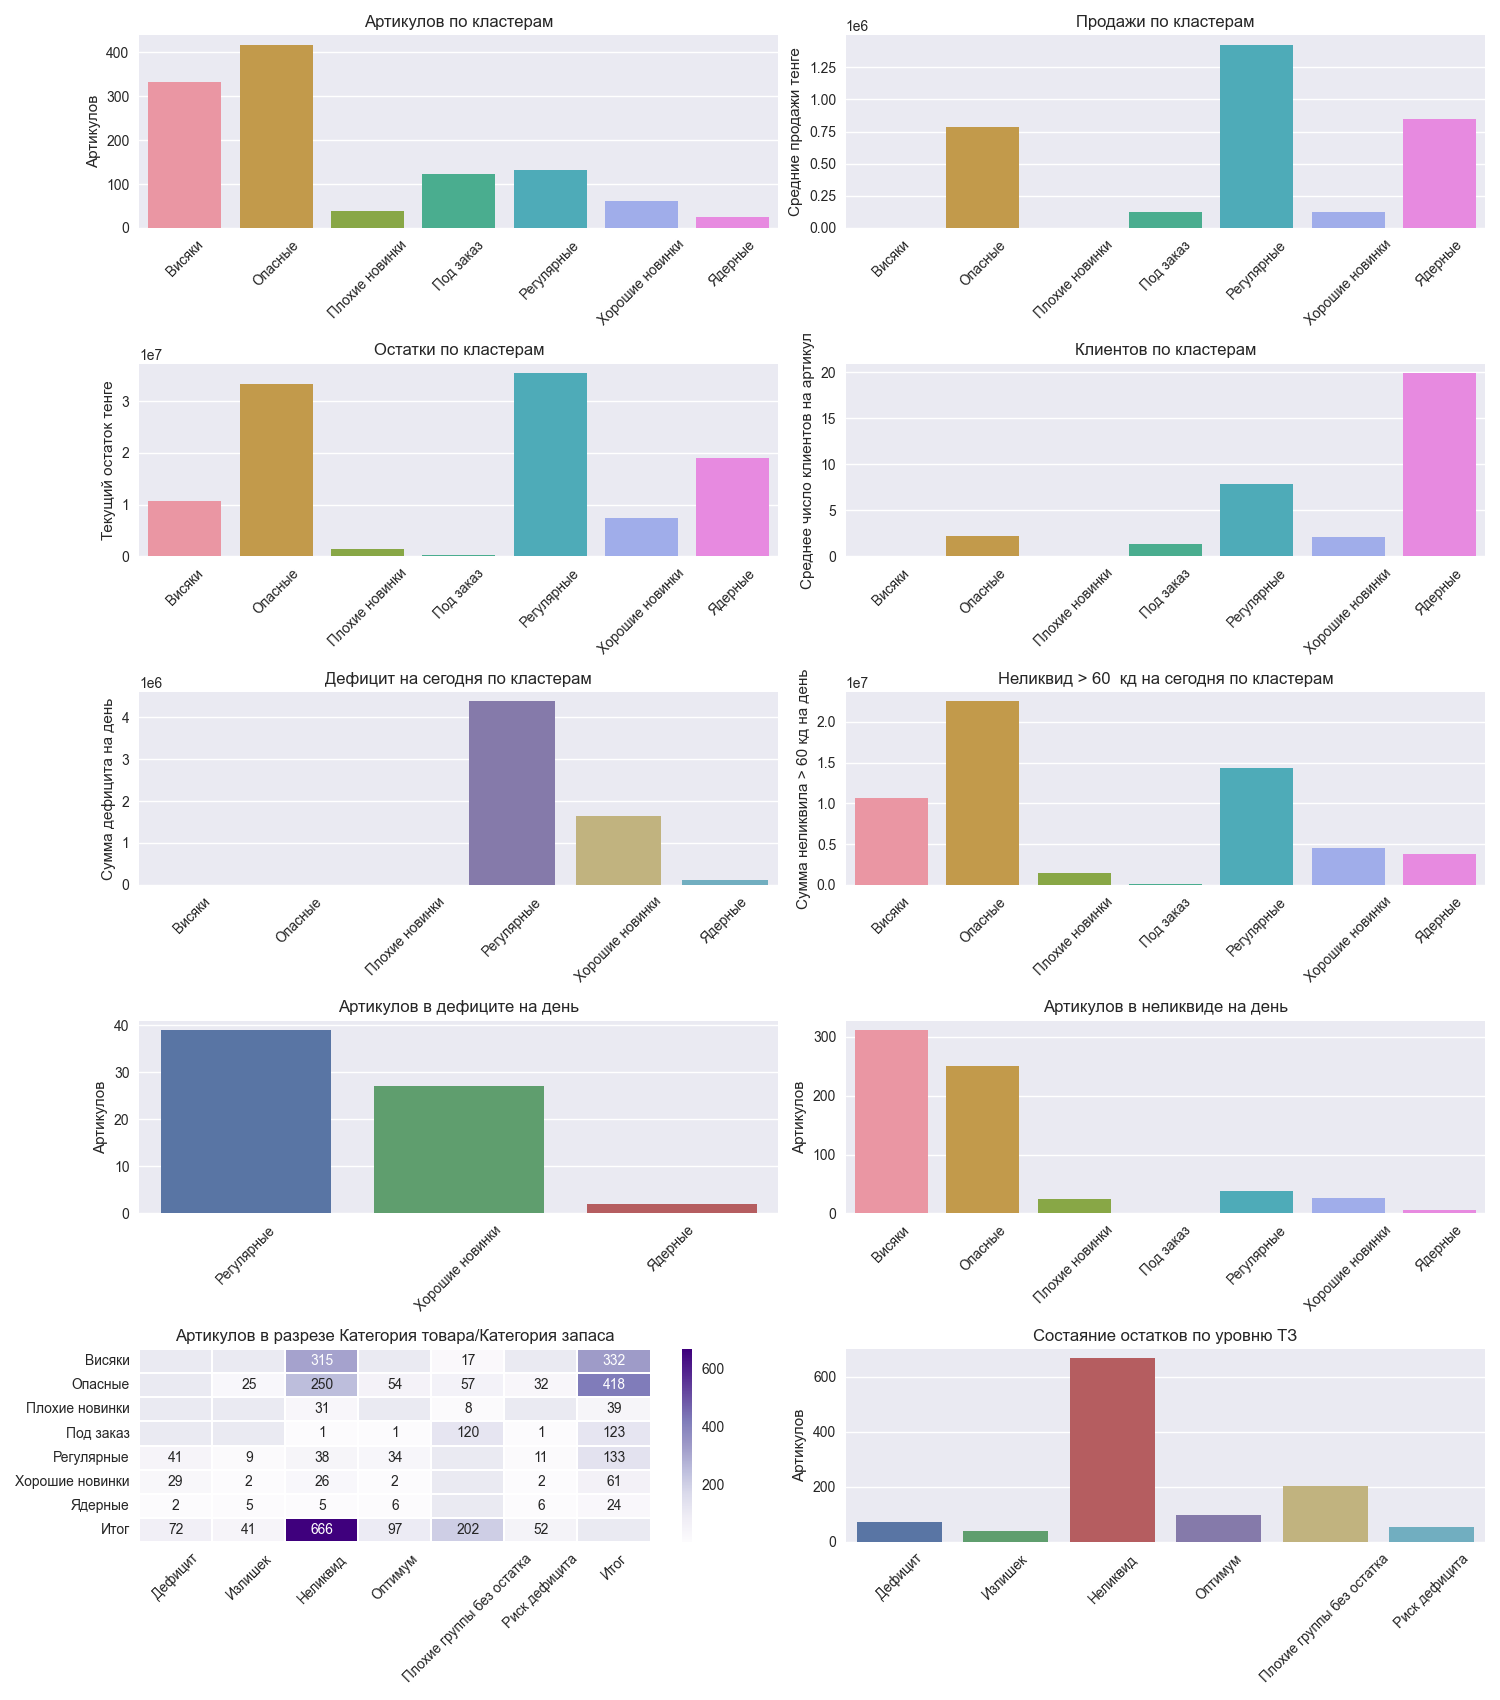 Артикулов по кластерам
Артикулов
400
300
200
100
0
Висяки
Опасные
Плохие новинки
Под заказ
Регулярные
Хорошие новинки
Ядерные
Продажи по кластерам
1e6
Средние продажи тенге
1.25
1.00
0.75
0.50
0.25
0.00
Висяки
Опасные
Плохие новинки
Под заказ
Регулярные
Хорошие новинки
Ядерные
Остатки по кластерам
1e7
Текущий остаток тенге
3
2
1
0
Висяки
Опасные
Плохие новинки
Под заказ
Регулярные
Хорошие новинки
Ядерные
Клиентов по кластерам
Среднее число клиентов на артикул
20
15
10
5
0
Висяки
Опасные
Плохие новинки
Под заказ
Регулярные
Хорошие новинки
Ядерные
Дефицит на сегодня по кластерам
1e6
Сумма дефицита на день
4
3
2
1
0
Висяки
Опасные
Плохие новинки
Регулярные
Хорошие новинки
Ядерные
Неликвид > 60  кд на сегодня по кластерам
1e7
Сумма неликвила > 60 кд на день
2.0
1.5
1.0
0.5
0.0
Висяки
Опасные
Плохие новинки
Под заказ
Регулярные
Хорошие новинки
Ядерные
Артикулов в дефиците на день
Артикулов
40
30
20
10
0
Регулярные
Хорошие новинки
Ядерные
Артикулов в неликвиде на день
Артикулов
300
200
100
0
Висяки
Опасные
Плохие новинки
Под заказ
Регулярные
Хорошие новинки
Ядерные
Артикулов в разрезе Категория товара/Категория запаса
Висяки 315 17 332
Опасные 25 250 54 57 32 418
Плохие новинки 31 8 39
Под заказ 1 1 120 1 123
Регулярные 41 9 38 34 11 133
Хорошие новинки 29 2 26 2 2 61
Ядерные 2 5 5 6 6 24
Итог 72 41 666 97 202 52
Дефицит
Излишек
Неликвид
Оптимум
Плохие группы без остатка
Риск дефицита
Итог
600
400
200
Состаяние остатков по уровню ТЗ
Артикулов
600
400
200
0
Дефицит
Излишек
Неликвид
Оптимум
Плохие группы без остатка
Риск дефицита